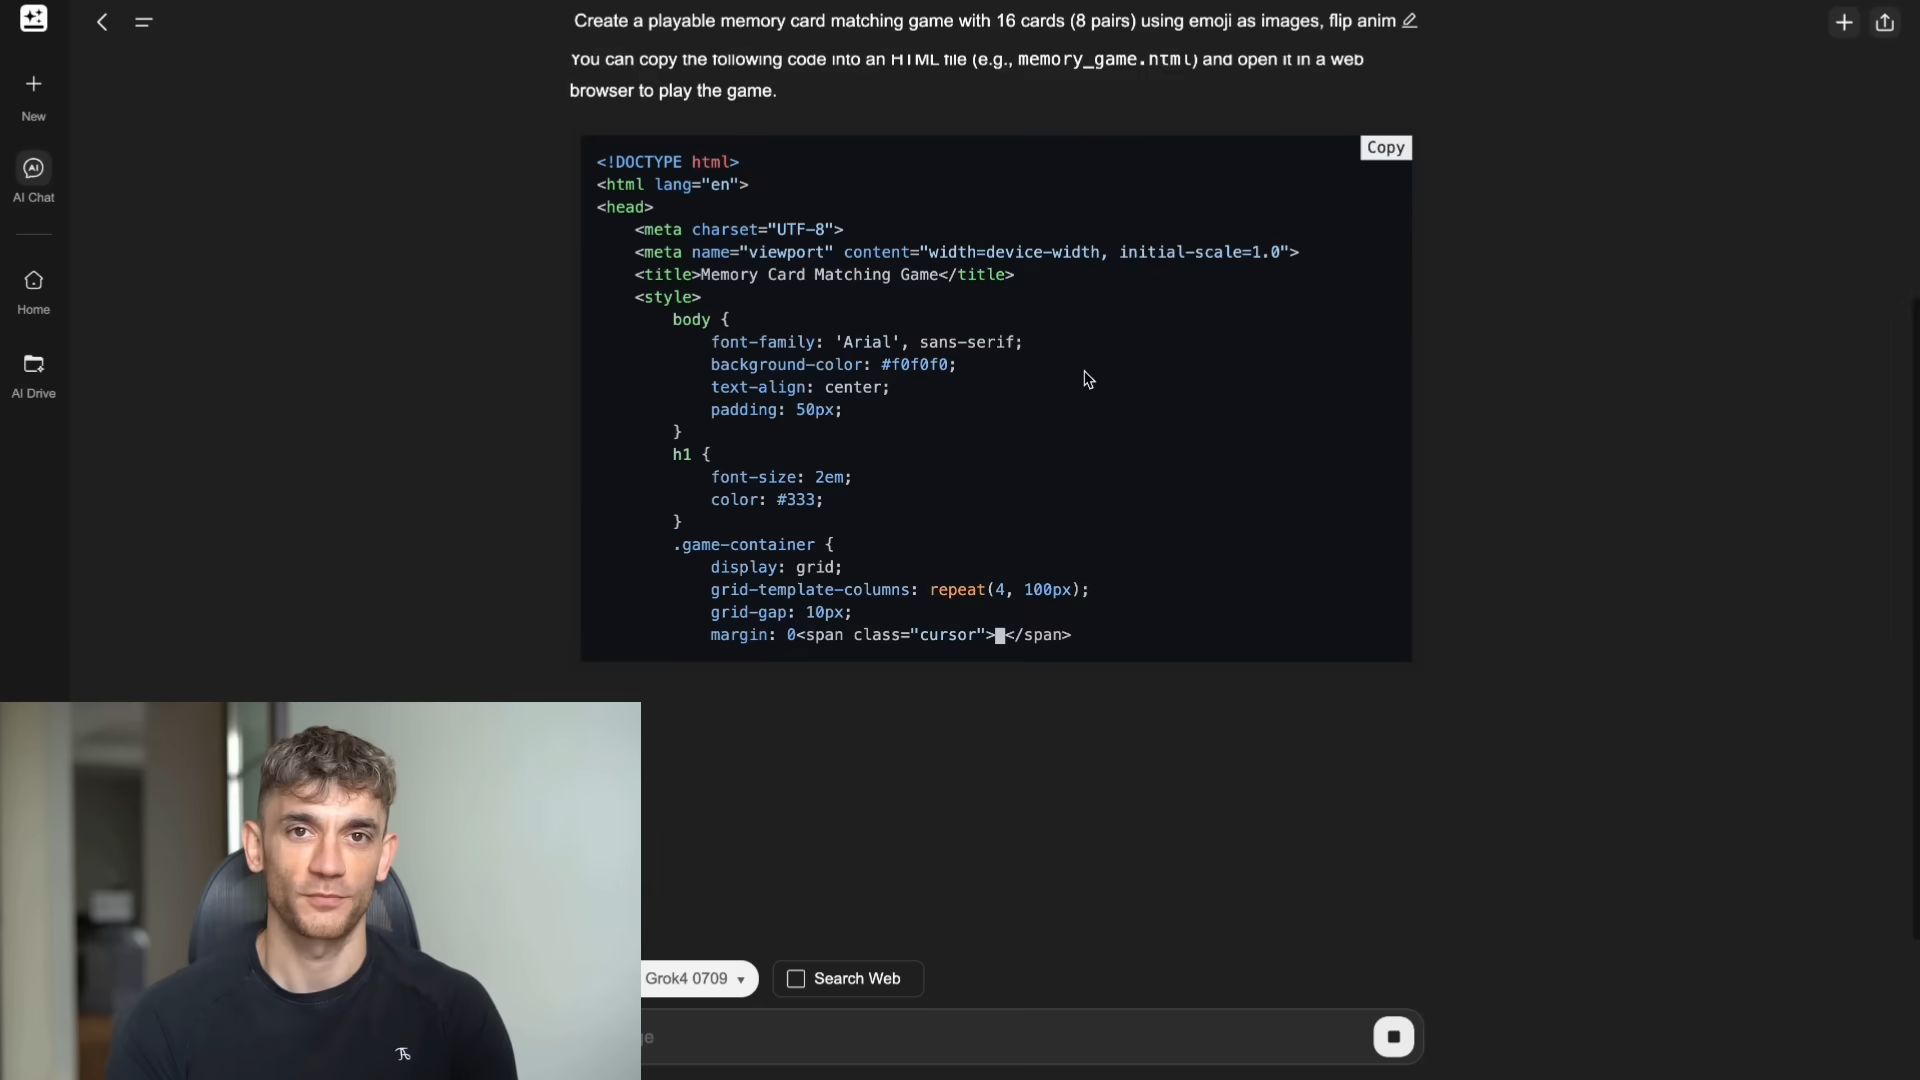 Create a playable memory card matching game with 16 cards (8 pairs) using emoji as images, flip anim
You can copy the following code into an HTML file (e.g., memory_game.html) and open it in a web
browser to play the game.
New
AI
AI Chat
Home
AI Drive
Copy
<!DOCTYPE html>
<html lang="en">
<head>
    <meta charset="UTF-8">
    <meta name="viewport" content="width=device-width, initial-scale=1.0">
    <title>Memory Card Matching Game</title>
    <style>
        body {
            font-family: 'Arial', sans-serif;
            background-color: #f0f0f0;
            text-align: center;
            padding: 50px;
        }
        h1 {
            font-size: 2em;
            color: #333;
        }
        .game-container {
            display: grid;
            grid-template-columns: repeat(4, 100px);
            grid-gap: 10px;
            margin: 0<span class="cursor">█</span>
Grok4 0709
Search Web
ge